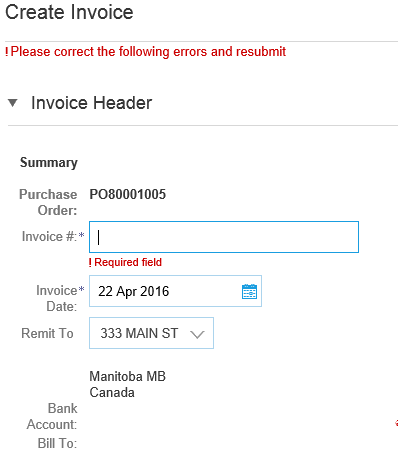 Create Invoice
! Please correct the following errors and resubmit
▼ Invoice Header
Summary
Purchase Order: PO80001005
Invoice #:*
! Required field
Invoice Date:* 22 Apr 2016
Remit To 333 MAIN ST
Manitoba MB
Canada
Bank Account:
Bill To: